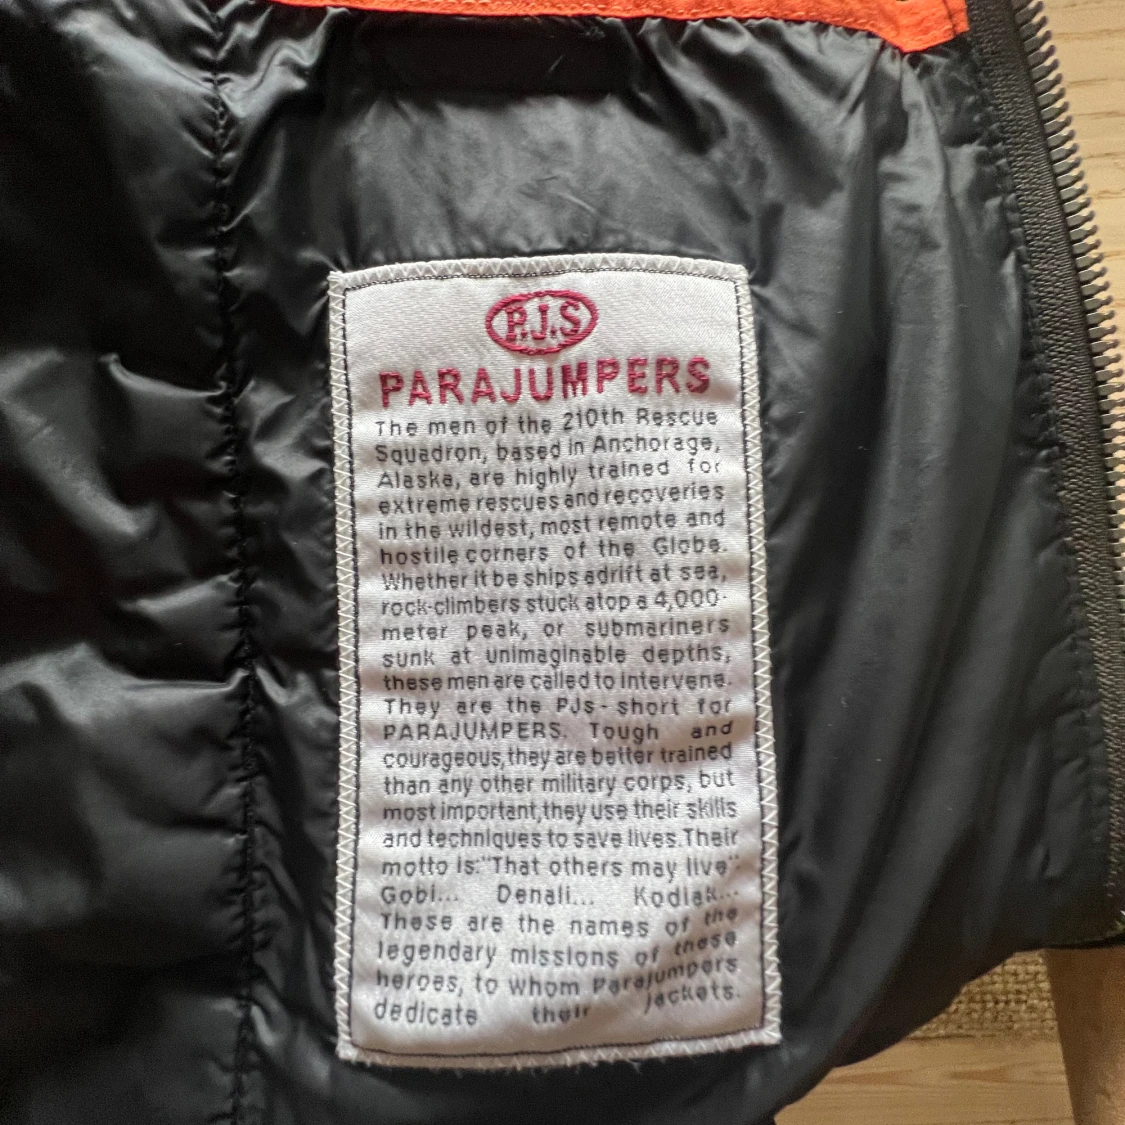 P.J.S
PARAJUMPERS
The men of the 210th Rescue
Squadron, based in Anchorage,
Alaska, are highly trained for
extreme rescues and recoveries
in the wildest, most remote and
hostile corners of the Globe.
Whether it be ships adrift at sea,
rock-climbers stuck atop a 4,000-
meter peak, or submariners
sunk at unimaginable depths,
these men are called to intervene.
They are the PJs- short for
PARAJUMPERS. Tough and
courageous, they are better trained
than any other military corps, but
most important, they use their skills
and techniques to save lives. Their
motto is: "That others may live".
Gobi... Denali... Kodiak...
These are the names of the
legendary missions of these
heroes, to whom Parajumpers
dedicate their jackets.